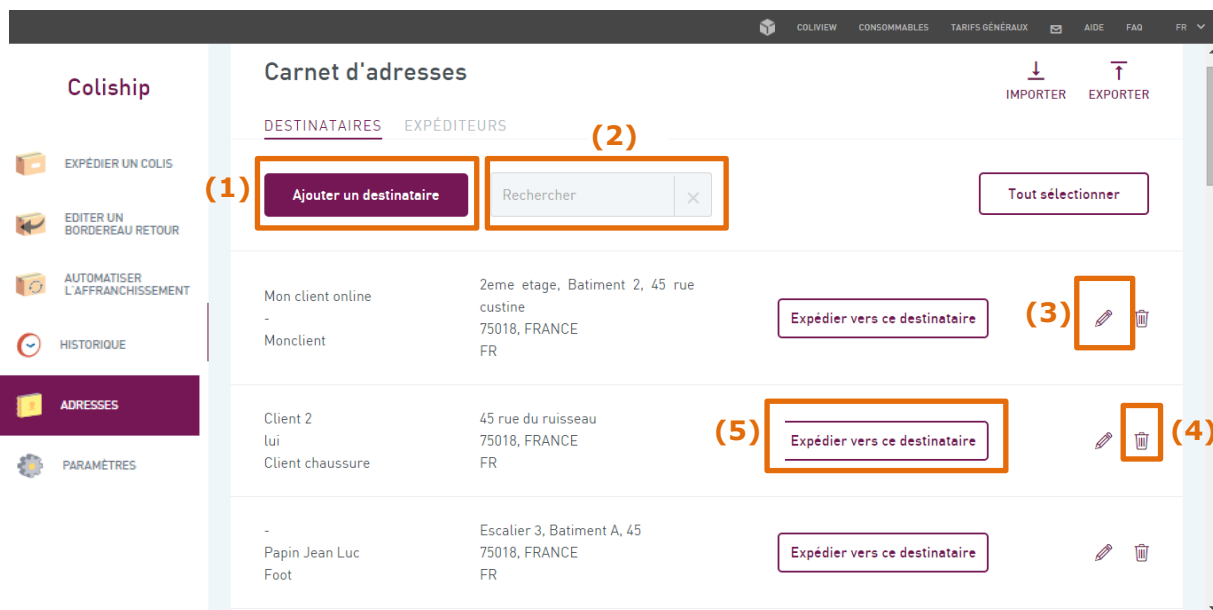 COLIVIEW CONSOMMABLES TARIFS GÉNÉRAUX AIDE FAQ FR
Coliship
EXPÉDIER UN COLIS
EDITER UN
BORDEREAU RETOUR
AUTOMATISER
L'AFFRANCHISSEMENT
HISTORIQUE
ADRESSES
PARAMÈTRES
Carnet d'adresses
IMPORTER EXPORTER
DESTINATAIRES EXPÉDITEURS
(2)
(1) Ajouter un destinataire Rechercher Tout sélectionner
Mon client online
-
Monclient
2eme etage, Batiment 2, 45 rue
custine
75018, FRANCE
FR
Expédier vers ce destinataire (3)
Client 2
lui
Client chaussure
45 rue du ruisseau
75018, FRANCE
FR
(5) Expédier vers ce destinataire (4)
-
Papin Jean Luc
Foot
Escalier 3, Batiment A, 45
75018, FRANCE
FR
Expédier vers ce destinataire